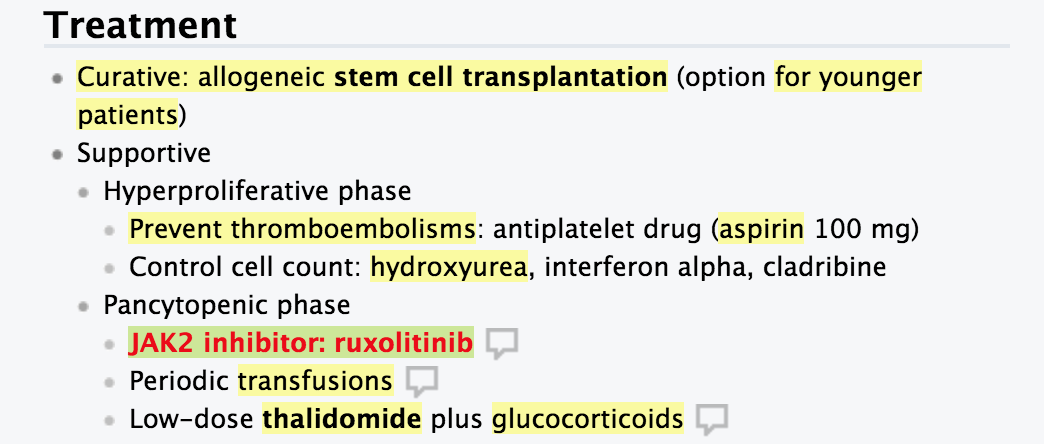 Treatment
Curative: allogeneic stem cell transplantation (option for younger
patients)
Supportive
Hyperproliferative phase
Prevent thromboembolisms: antiplatelet drug (aspirin 100 mg)
Control cell count: hydroxyurea, interferon alpha, cladribine
Pancytopenic phase
JAK2 inhibitor: ruxolitinib
Periodic transfusions
Low-dose thalidomide plus glucocorticoids